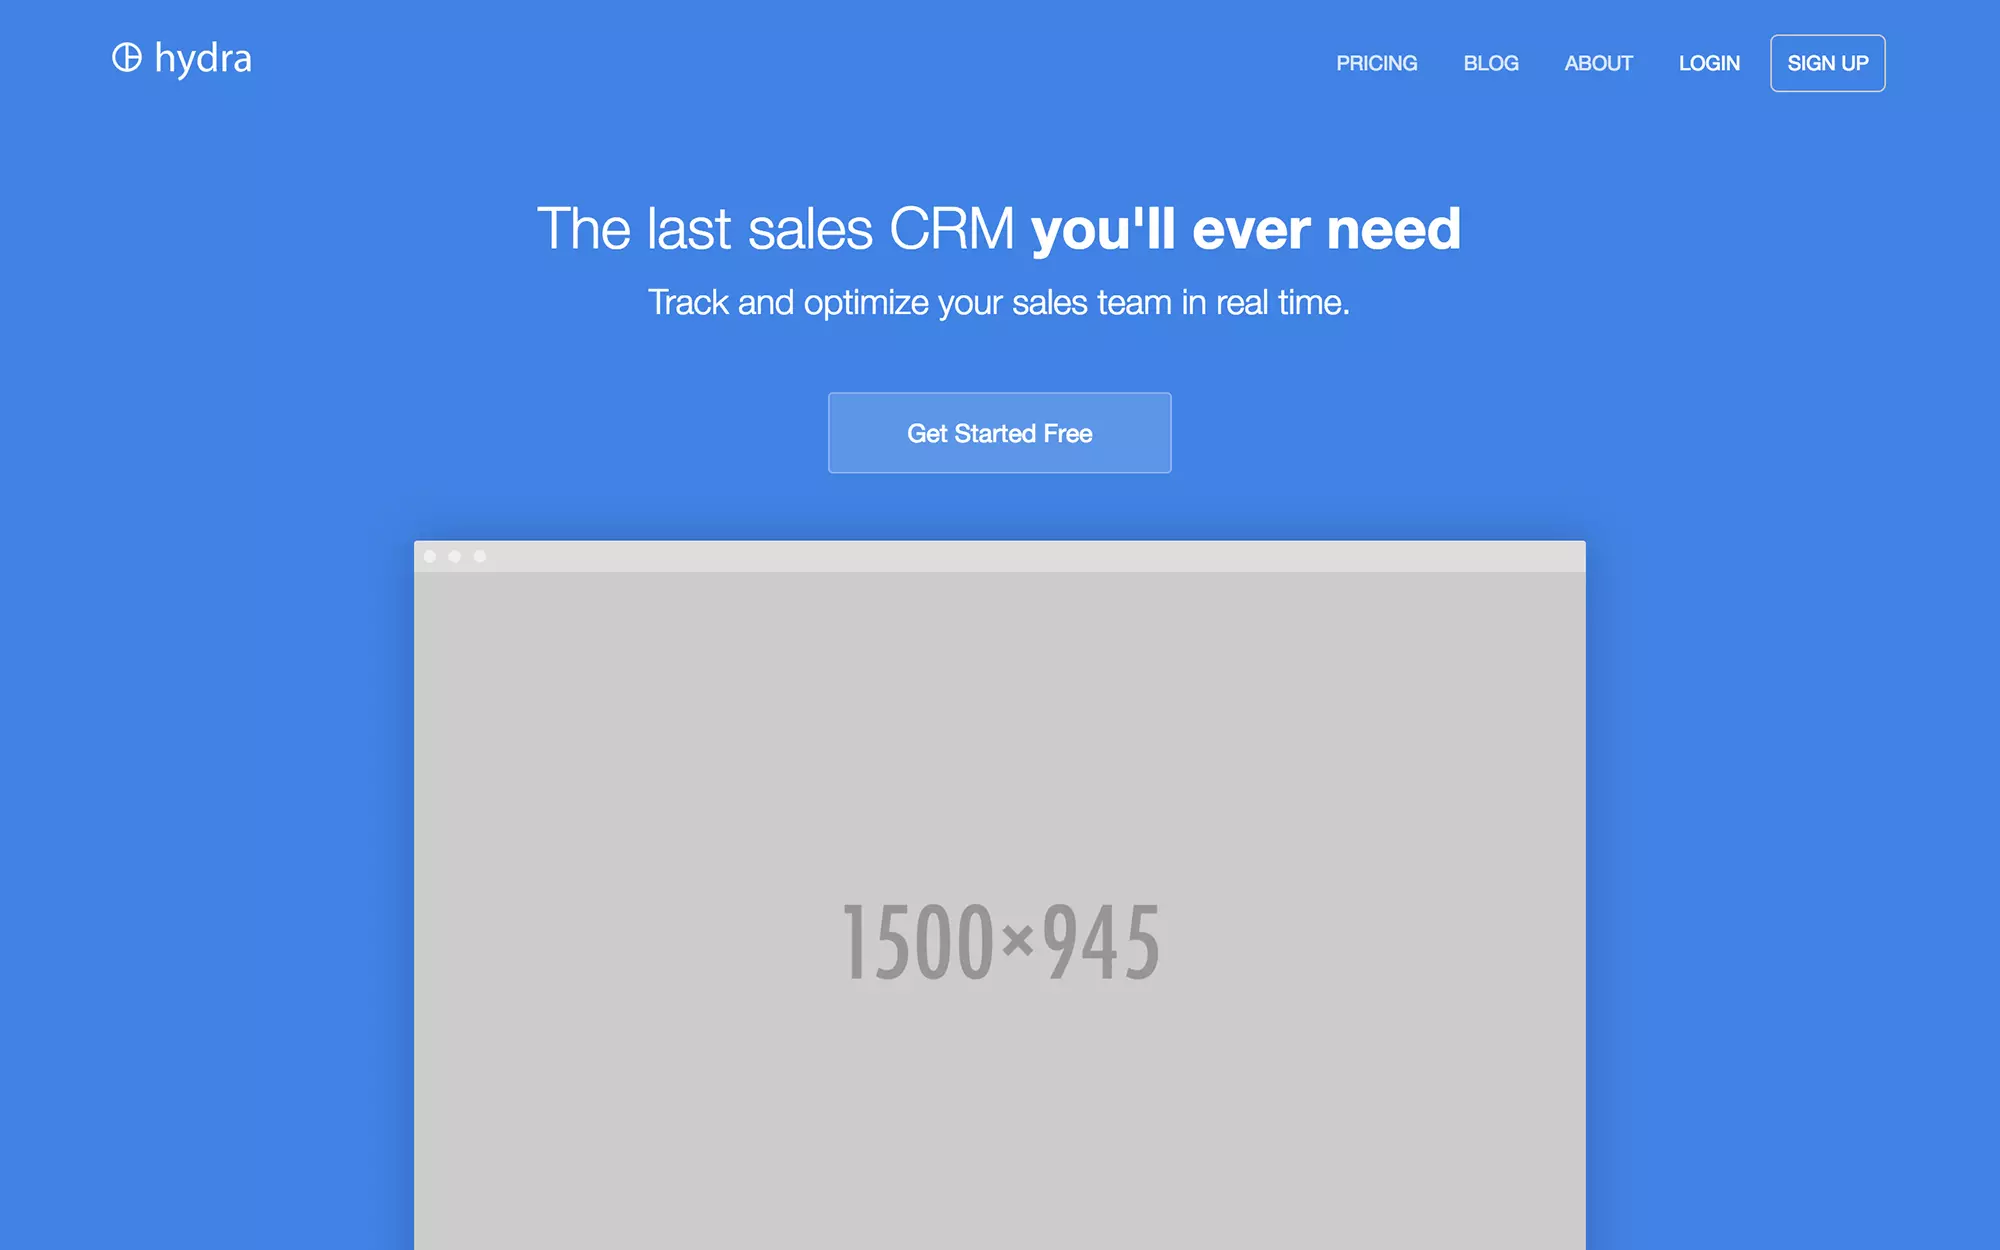 hydra
PRICING BLOG ABOUT LOGIN SIGN UP
The last sales CRM you'll ever need
Track and optimize your sales team in real time.
Get Started Free
1500×945